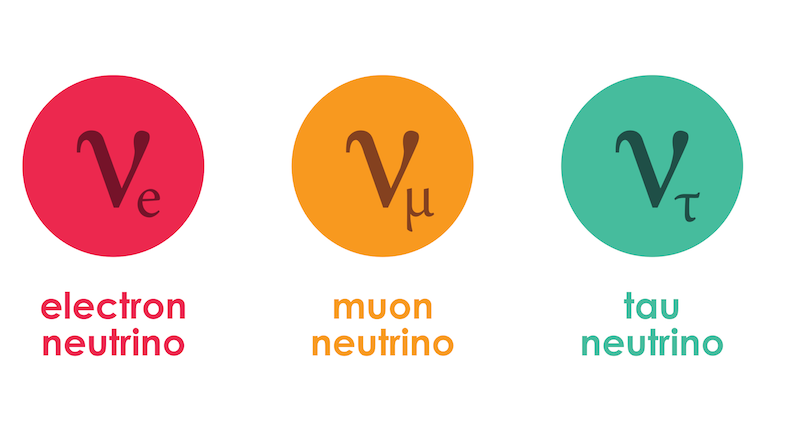 νe
νμ
ντ
electron
neutrino
muon
neutrino
tau
neutrino